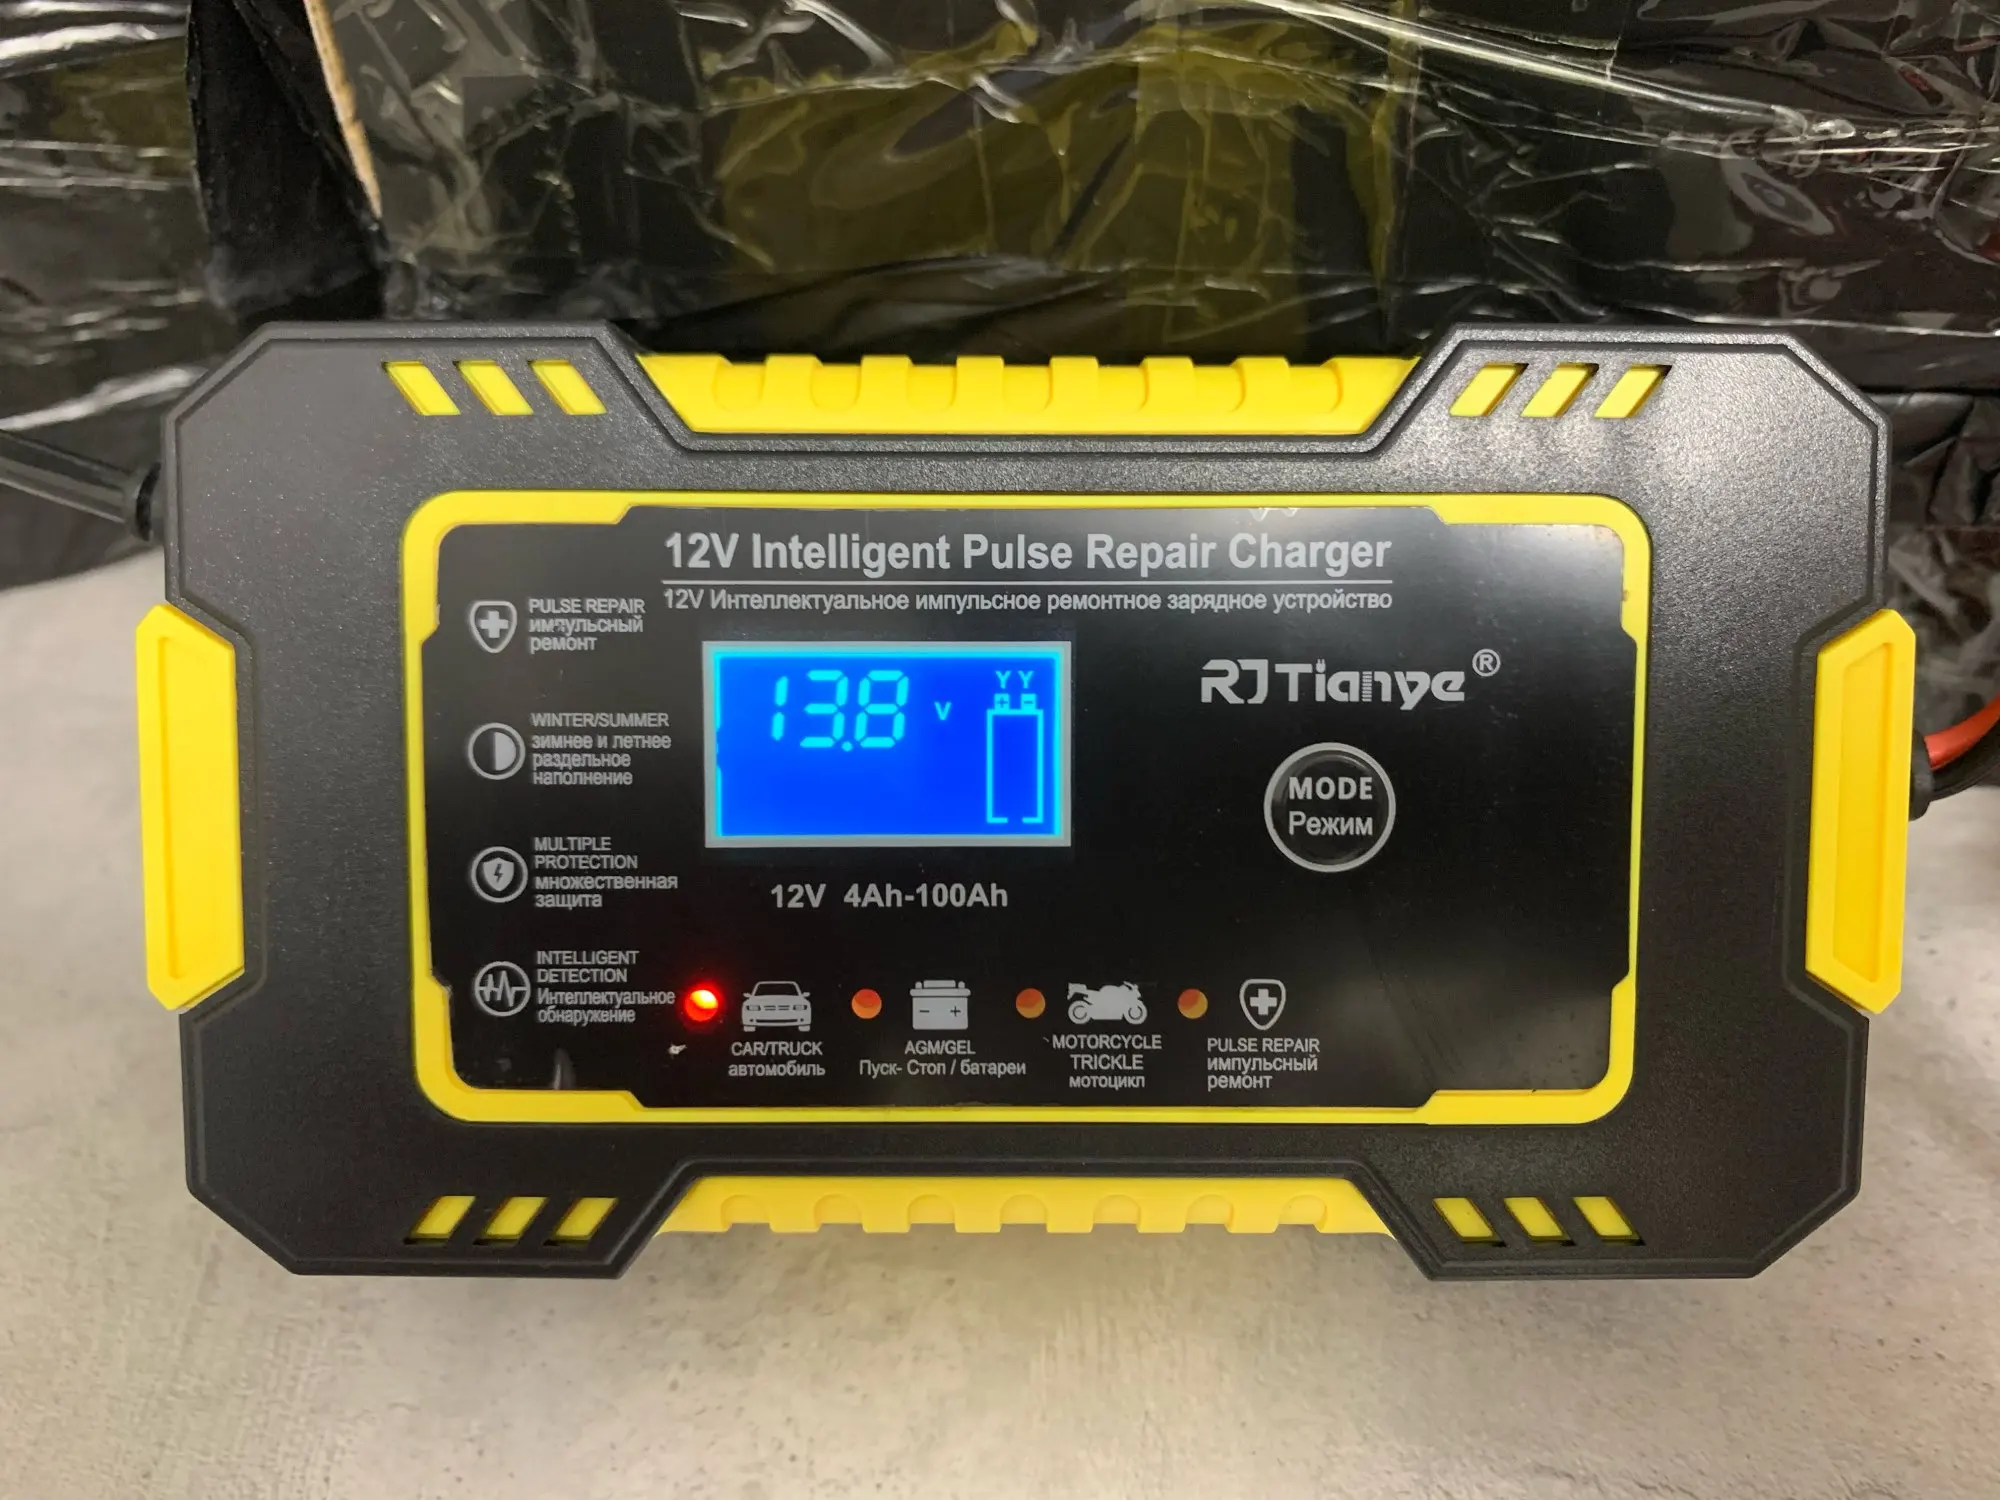 12V Intelligent Pulse Repair Charger
12V Интеллектуальное импульсное ремонтное зарядное устройство
PULSE REPAIR
импульсный
ремонт
WINTER/SUMMER
зимнее и летнее
раздельное
наполнение
MULTIPLE
PROTECTION
множественная
защита
INTELLIGENT
DETECTION
Интеллектуальное
обнаружение
13.8 V
12V 4Ah-100Ah
RJTianye®
MODE
Режим
CAR/TRUCK
автомобиль
AGM/GEL
Пуск- Стоп / батареи
MOTORCYCLE
TRICKLE
мотоцикл
PULSE REPAIR
импульсный
ремонт